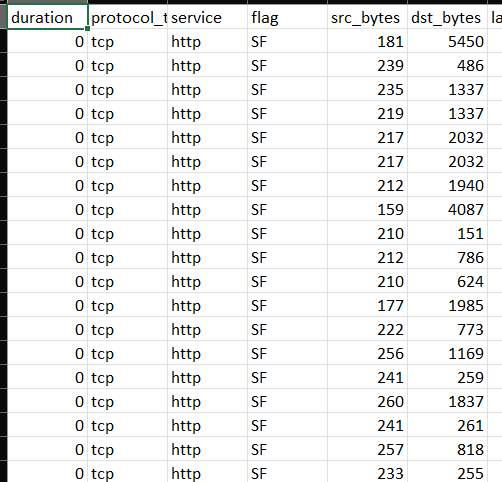 duration protocol_t service flag src_bytes dst_bytes la
0 tcp http SF 181 5450
0 tcp http SF 239 486
0 tcp http SF 235 1337
0 tcp http SF 219 1337
0 tcp http SF 217 2032
0 tcp http SF 217 2032
0 tcp http SF 212 1940
0 tcp http SF 159 4087
0 tcp http SF 210 151
0 tcp http SF 212 786
0 tcp http SF 210 624
0 tcp http SF 177 1985
0 tcp http SF 222 773
0 tcp http SF 256 1169
0 tcp http SF 241 259
0 tcp http SF 260 1837
0 tcp http SF 241 261
0 tcp http SF 257 818
0 tcp http SF 233 255